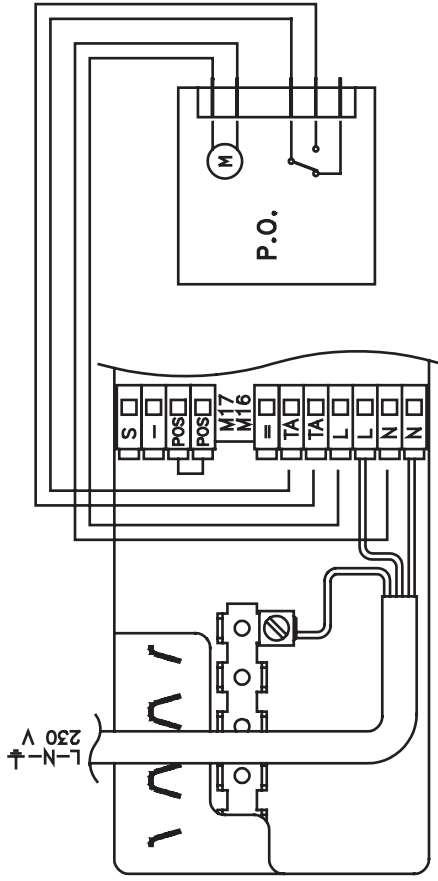 M
P.O.
S
–
POS
POS
M17
M16
=
TA
TA
L
L
N
N
L–N–⏚
230 V